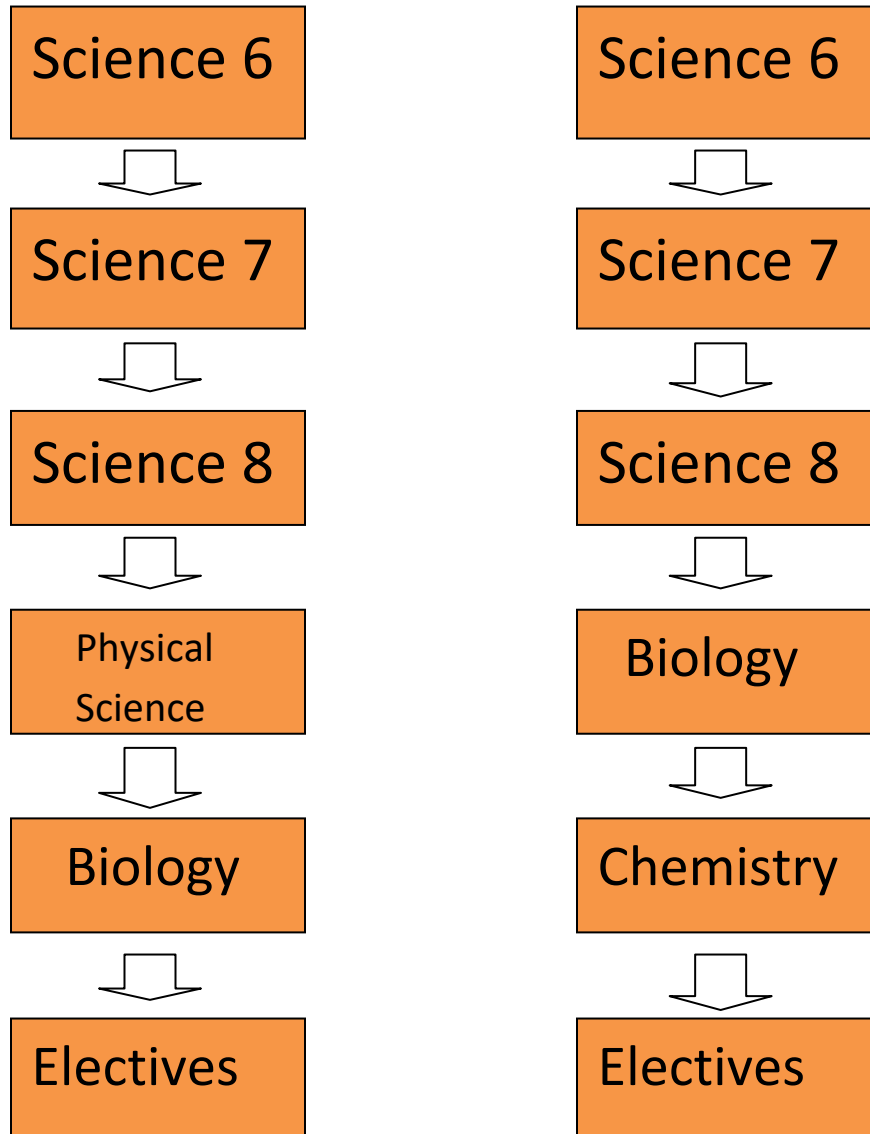 Science 6
Science 7
Science 8
Physical
Science
Biology
Electives
Science 6
Science 7
Science 8
Biology
Chemistry
Electives